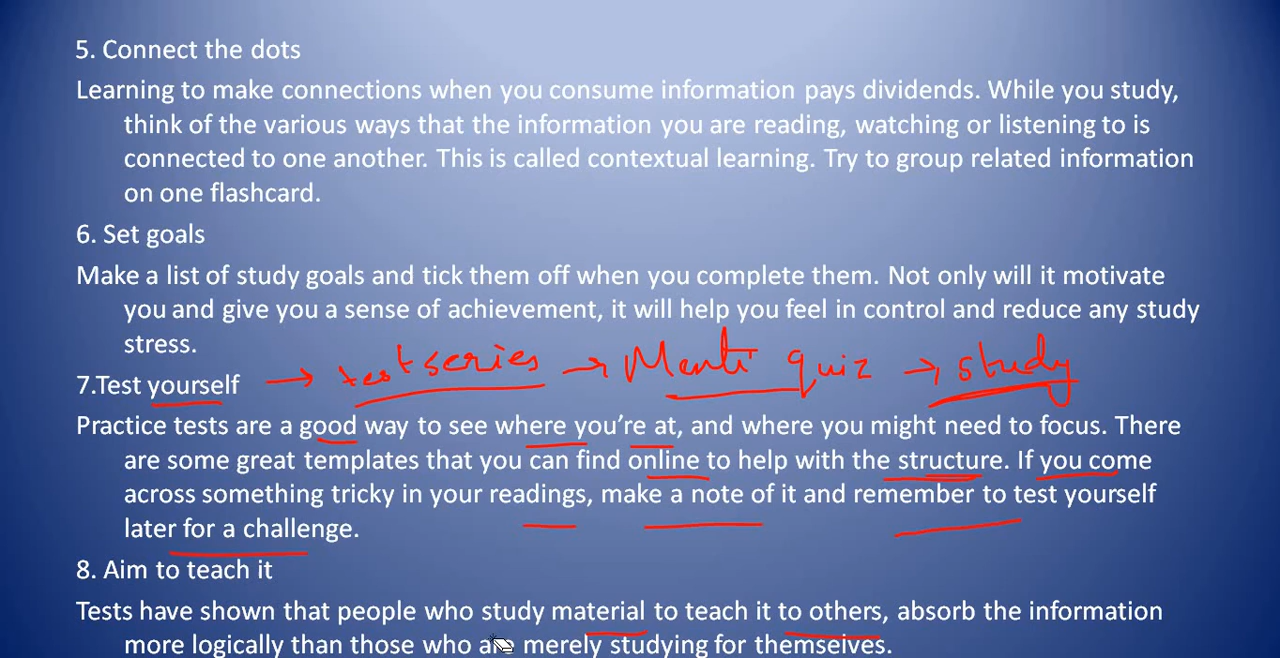 5. Connect the dots
Learning to make connections when you consume information pays dividends. While you study,
think of the various ways that the information you are reading, watching or listening to is
connected to one another. This is called contextual learning. Try to group related information
on one flashcard.
6. Set goals
Make a list of study goals and tick them off when you complete them. Not only will it motivate
you and give you a sense of achievement, it will help you feel in control and reduce any study
stress.
7.Test yourself → test series → Menti quiz → study
Practice tests are a good way to see where you’re at, and where you might need to focus. There
are some great templates that you can find online to help with the structure. If you come
across something tricky in your readings, make a note of it and remember to test yourself
later for a challenge.
8. Aim to teach it
Tests have shown that people who study material to teach it to others, absorb the information
more logically than those who are merely studying for themselves.